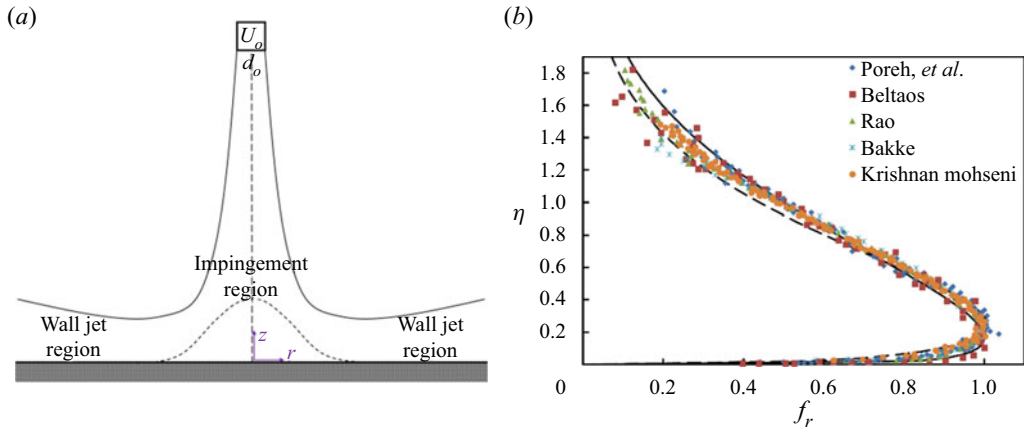 (a)
U_o
d_o
Impingement
region
Wall jet
region
z
r
Wall jet
region
(b)
1.8
1.6
1.4
1.2
1.0
0.8
0.6
0.4
0.2
η
Poreh, et al.
Beltaos
Rao
Bakke
Krishnan mohseni
0
0.2
0.4
0.6
0.8
1.0
f_r